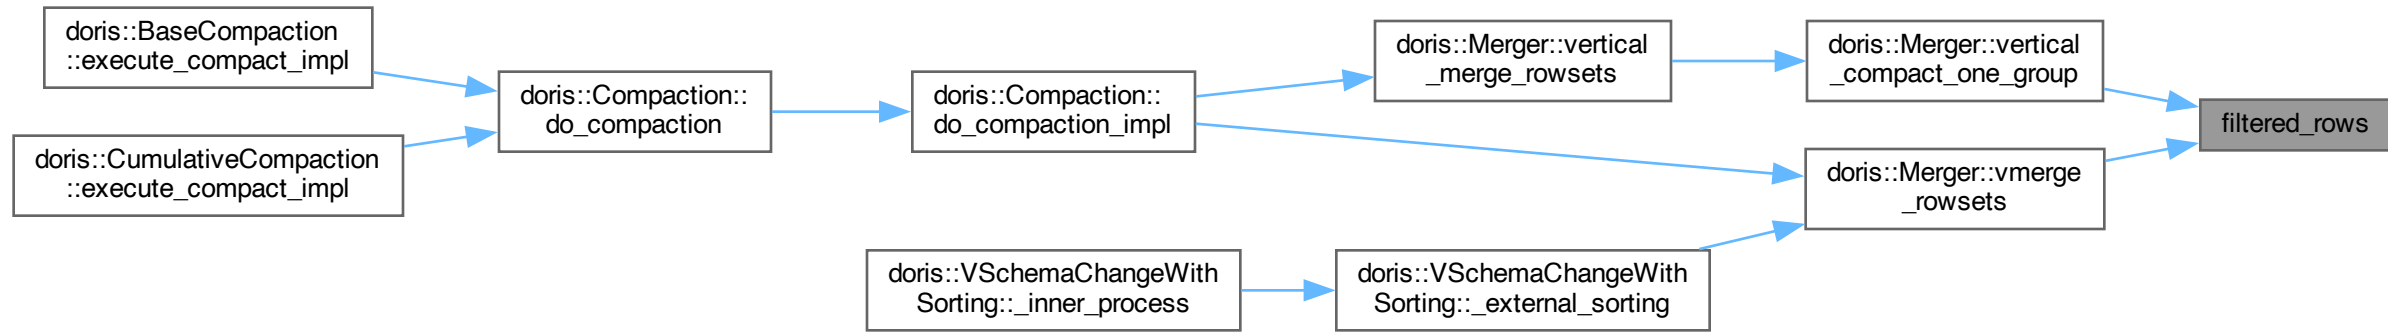 doris::BaseCompaction
::execute_compact_impl
doris::CumulativeCompaction
::execute_compact_impl
doris::Compaction::
do_compaction
doris::Compaction::
do_compaction_impl
doris::Merger::vertical
_merge_rowsets
doris::Merger::vertical
_compact_one_group
filtered_rows
doris::Merger::vmerge
_rowsets
doris::VSchemaChangeWith
Sorting::_inner_process
doris::VSchemaChangeWith
Sorting::_external_sorting